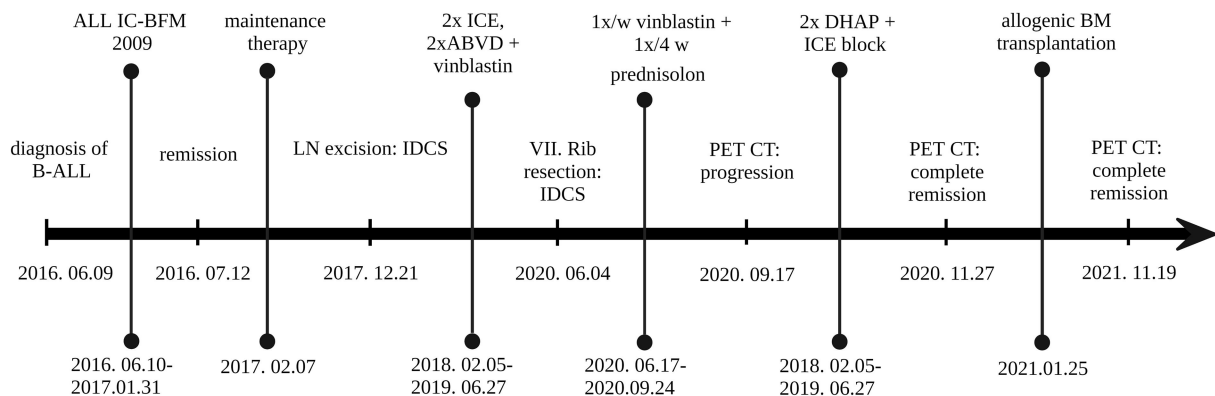 ALL IC-BFM
2009
maintenance
therapy
2x ICE,
2xABVD +
vinblastin
1x/w vinblastin +
1x/4 w
prednisolon
2x DHAP +
ICE block
allogenic BM
transplantation
diagnosis of
B-ALL
remission
LN excision: IDCS
VII. Rib
resection:
IDCS
PET CT:
progression
PET CT:
complete
remission
PET CT:
complete
remission
2016. 06.09
2016. 07.12
2017. 12.21
2020. 06.04
2020. 09.17
2020. 11.27
2021. 11.19
2016. 06.10-
2017.01.31
2017. 02.07
2018. 02.05-
2019. 06.27
2020. 06.17-
2020.09.24
2018. 02.05-
2019. 06.27
2021.01.25